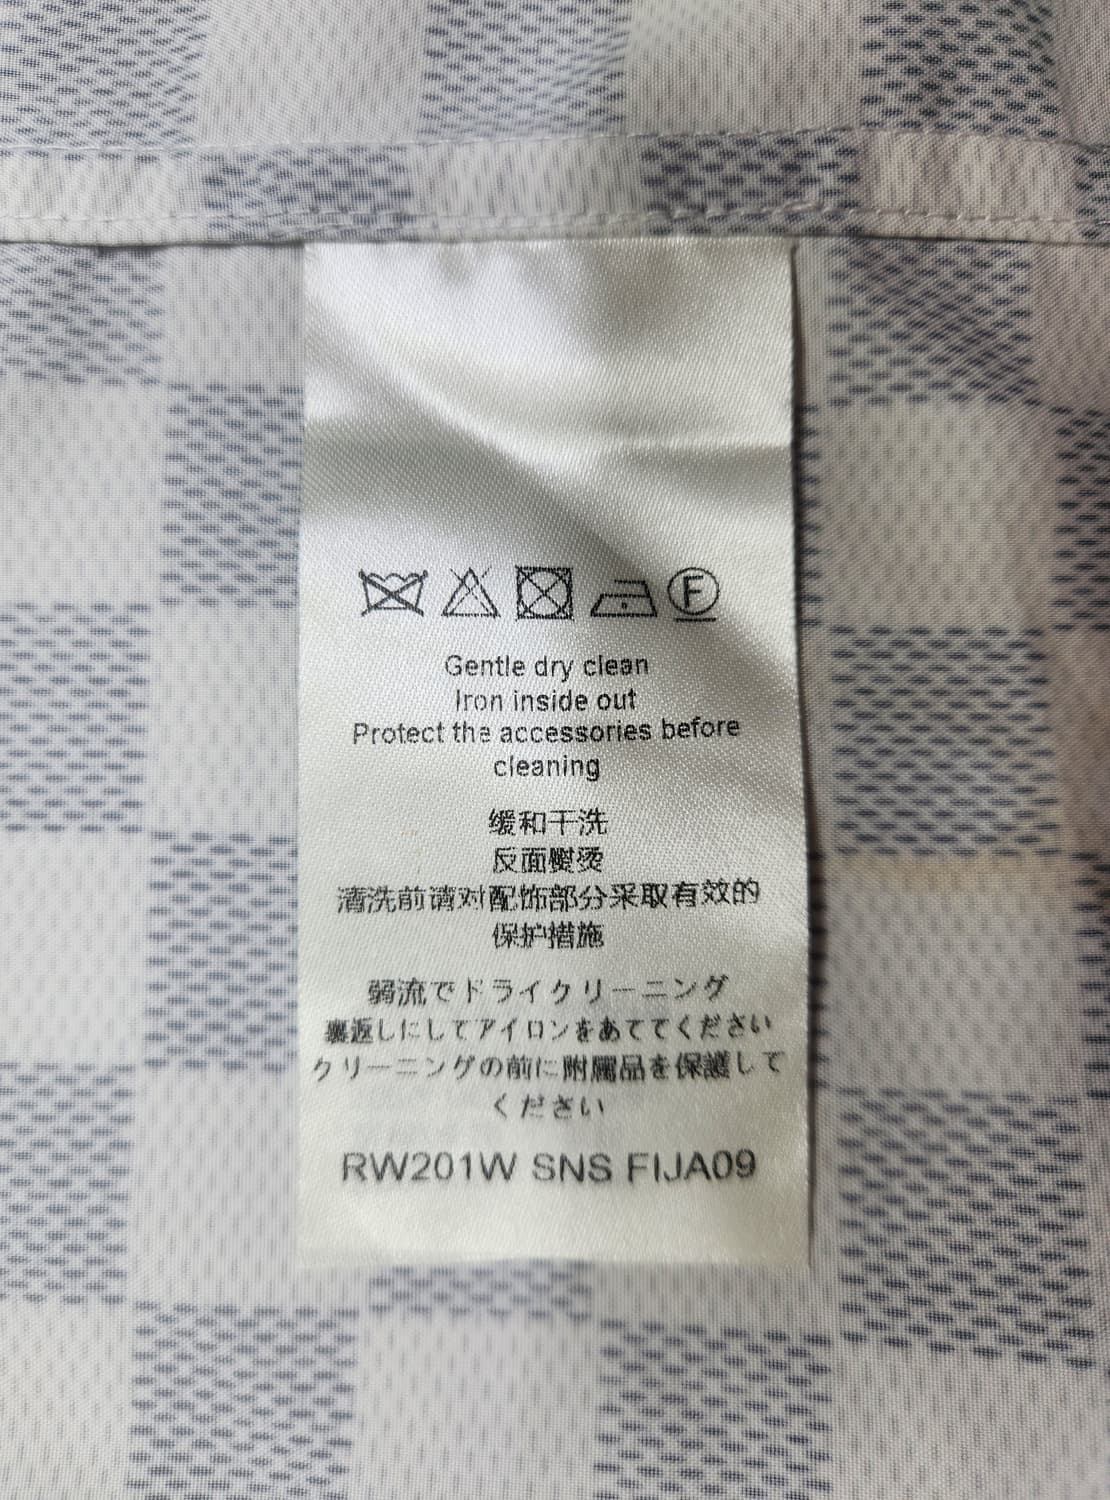 F
Gentle dry clean
Iron inside out
Protect the accessories before
cleaning
缓和干洗
反面熨烫
清洗前请对配饰部分采取有效的
保护措施
弱流でドライクリーニング
裏返しにしてアイロンをあててください
クリーニングの前に附属品を保護して
ください
RW201W SNS FIJA09